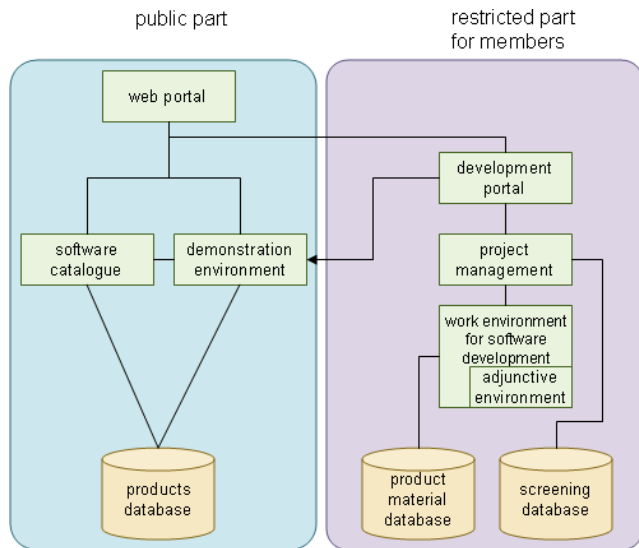 public part
restricted part
for members
web portal
development
portal
software
catalogue
demonstration
environment
project
management
work environment
for software
development
adjunctive
environment
products
database
product
material
database
screening
database